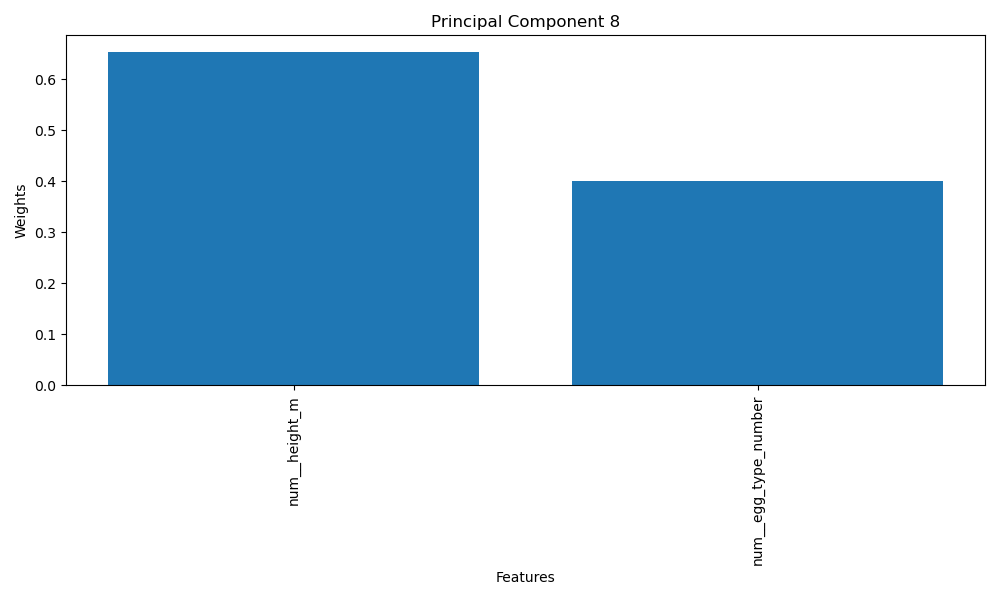 Principal Component 8
Weights
0.6
0.5
0.4
0.3
0.2
0.1
0.0
num__height_m
num__egg_type_number
Features